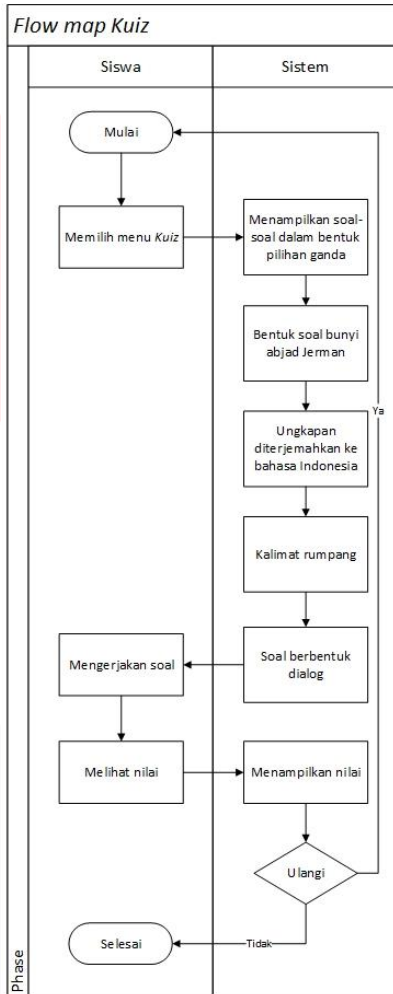 Flow map Kuiz
Siswa
Sistem
Mulai
Memilih menu Kuiz
Menampilkan soal-
soal dalam bentuk
pilihan ganda
Bentuk soal bunyi
abjad Jerman
Ya
Ungkapan
diterjemahkan ke
bahasa Indonesia
Kalimat rumpang
Soal berbentuk
dialog
Mengerjakan soal
Melihat nilai
Menampilkan nilai
Ulangi
Tidak
Selesai
Phase